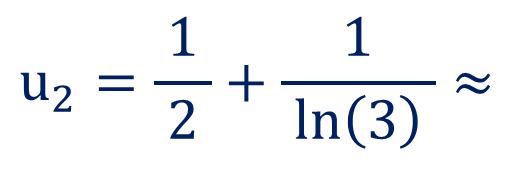 u₂ = 1/2 + 1/ln(3) ≈